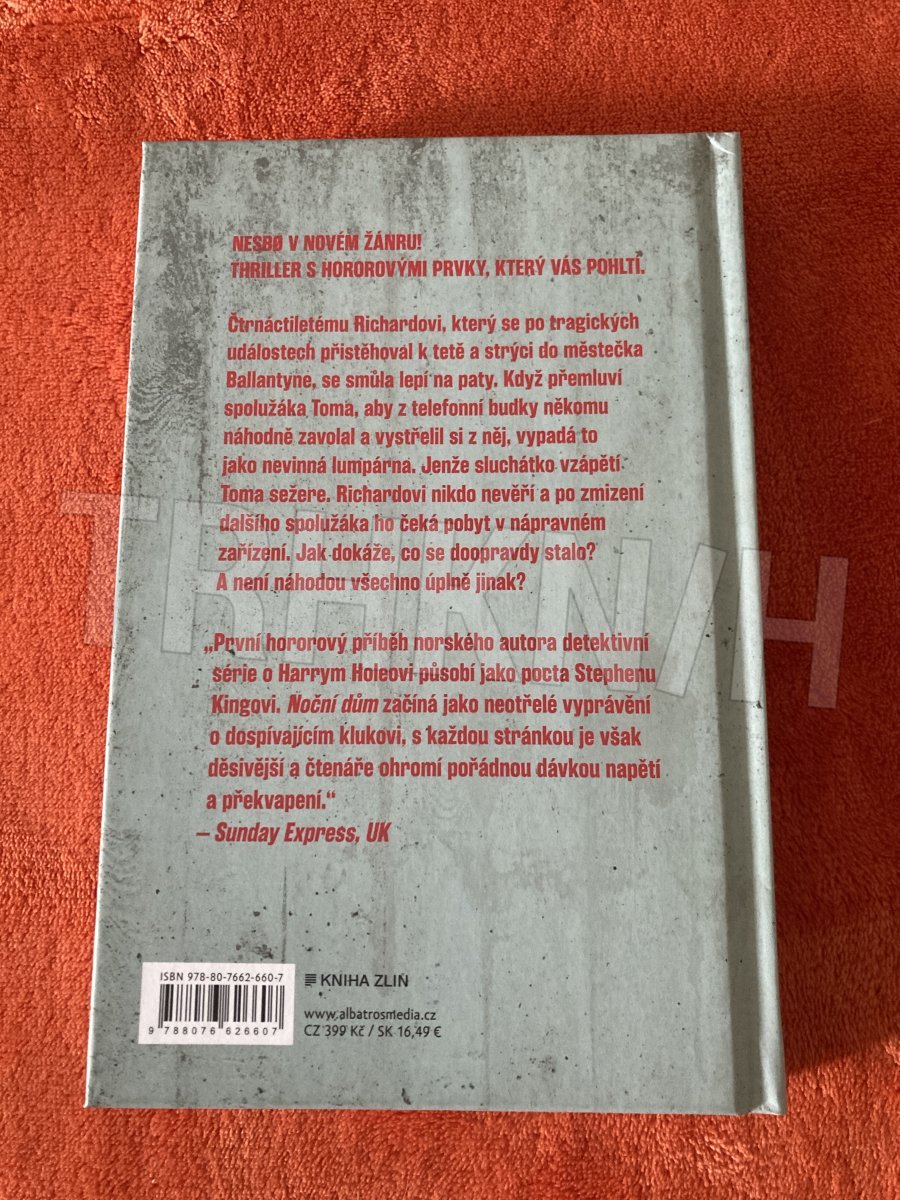 NESBØ V NOVÉM ŽÁNRU!
THRILLER S HOROROVÝMI PRVKY, KTERÝ VÁS POHLTÍ.
Čtrnáctiletému Richardovi, který se po tragických
událostech přistěhoval k tetě a strýci do městečka
Ballantyne, se smůla lepí na paty. Když přemluví
spolužáka Toma, aby z telefonní budky někomu
náhodně zavolal a vystřelil si z něj, vypadá to
jako nevinná lumpárna. Jenže sluchátko vzápětí
Toma sežere. Richardovi nikdo nevěří a po zmizení
dalšího spolužáka ho čeká pobyt v nápravném
zařízení. Jak dokáže, co se doopravdy stalo?
A není náhodou všechno úplně jinak?
„První hororový příběh norského autora detektivní
série o Harrym Holeovi působí jako pocta Stephenu
Kingovi. Noční dům začíná jako neotřelé vyprávění
o dospívajícím klukovi, s každou stránkou je však
děsivější a čtenáře ohromí pořádnou dávkou napětí
a překvapení.“
– Sunday Express, UK
TRHKNIH
ISBN 978-80-7662-660-7
9 788076 626607
KNIHA ZLIN
www.albatrosmedia.cz
CZ 399 Kč / SK 16,49 €